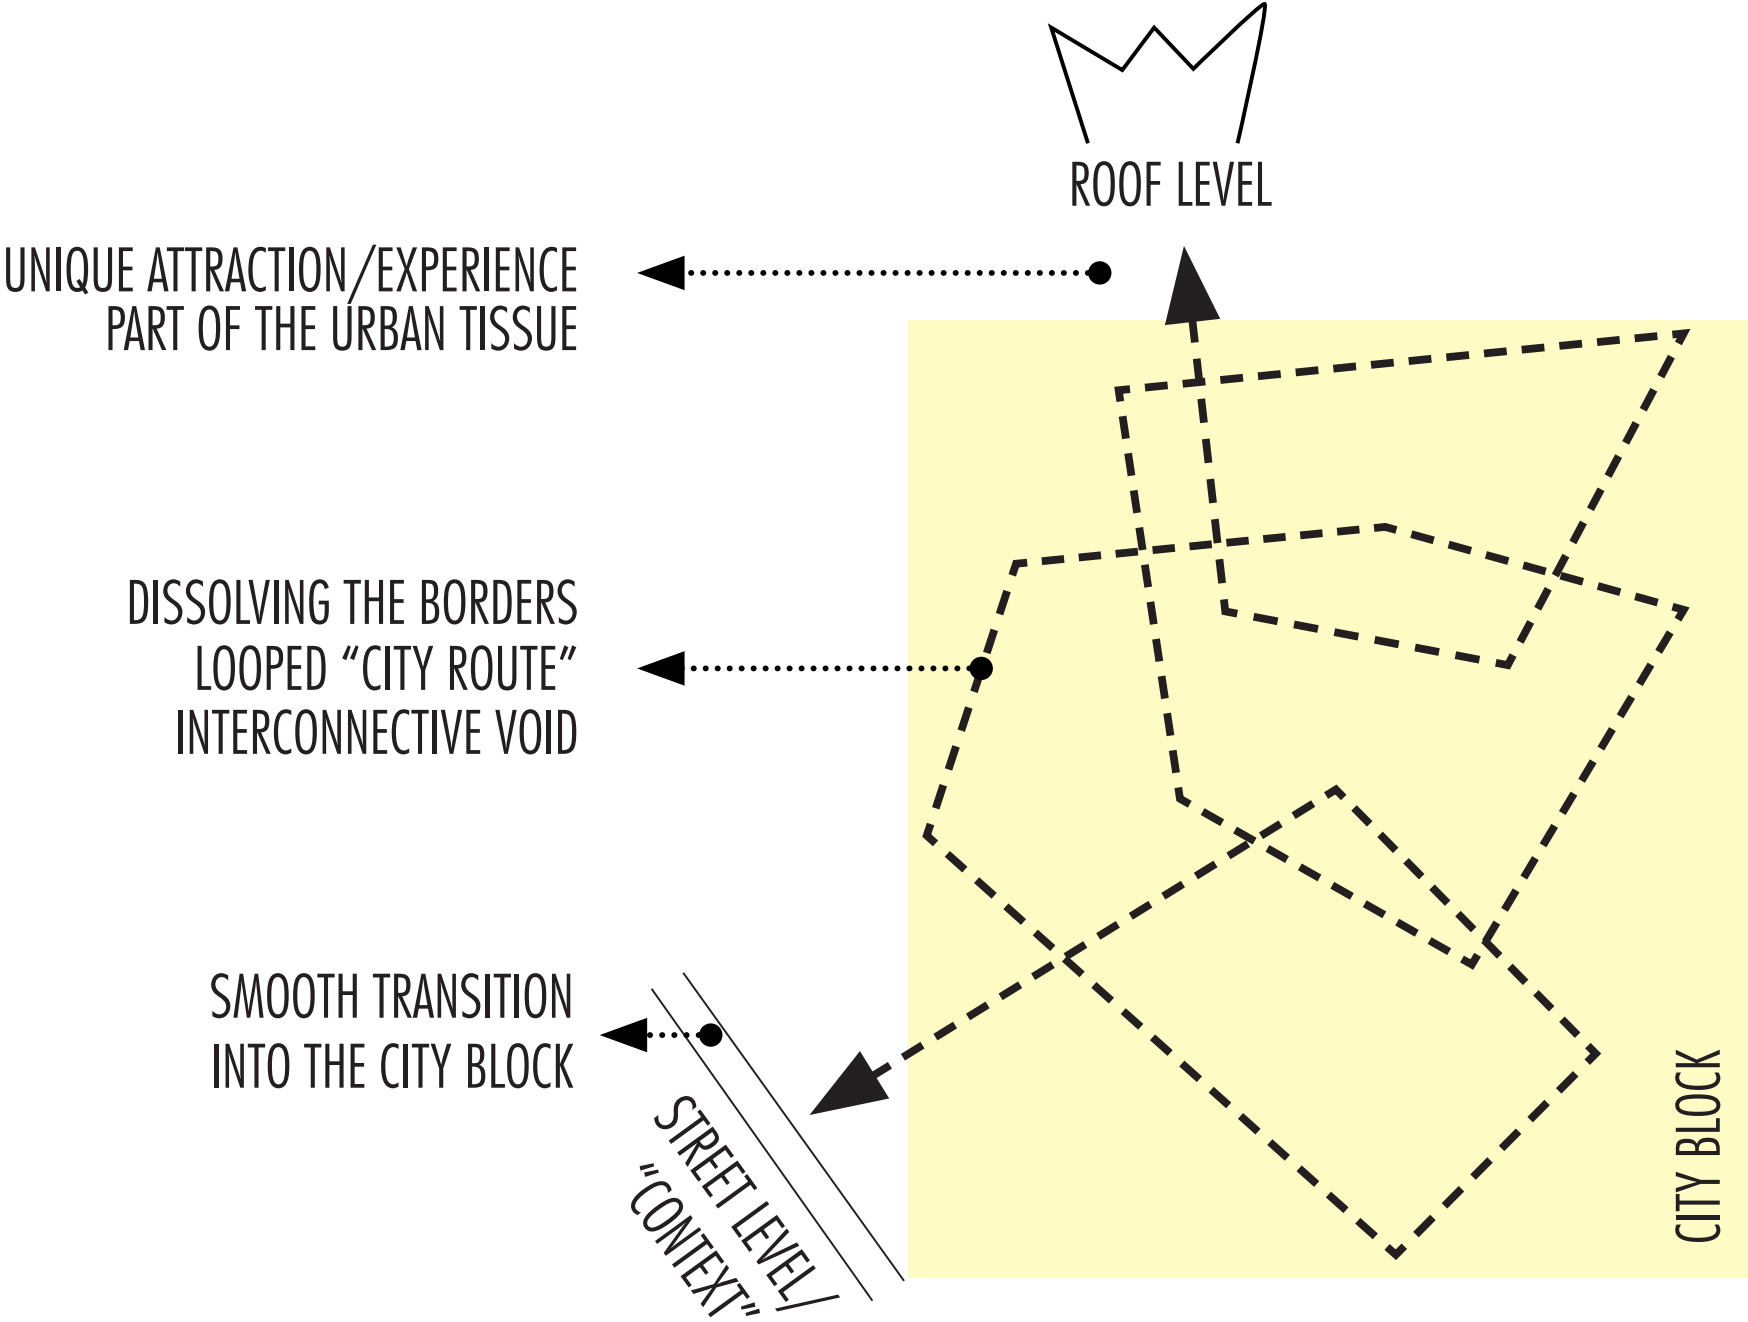 ROOF LEVEL
UNIQUE ATTRACTION/EXPERIENCE
PART OF THE URBAN TISSUE
DISSOLVING THE BORDERS
LOOPED “CITY ROUTE”
INTERCONNECTIVE VOID
SMOOTH TRANSITION
INTO THE CITY BLOCK
STREET LEVEL/
“CONTEXT”
CITY BLOCK